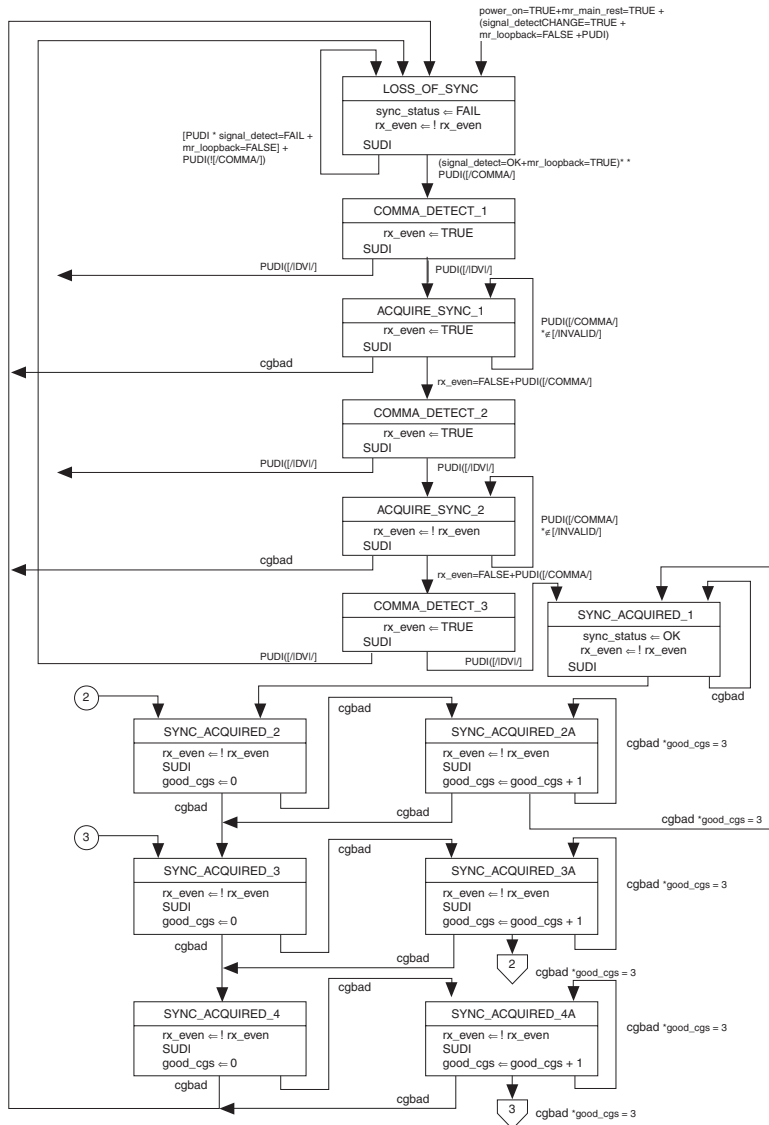 power_on=TRUE+mr_main_rest=TRUE +
(signal_detectCHANGE=TRUE +
mr_loopback=FALSE +PUDI)
LOSS_OF_SYNC
sync_status ⇐ FAIL
rx_even ⇐ ! rx_even
SUDI
[PUDI * signal_detect=FAIL +
mr_loopback=FALSE] +
PUDI(![/COMMA/])
(signal_detect=OK+mr_loopback=TRUE)* *
PUDI([/COMMA/]
COMMA_DETECT_1
rx_even ⇐ TRUE
SUDI
PUDI([/IDV/]
PUDI([/IDV/]
ACQUIRE_SYNC_1
rx_even ⇐ TRUE
SUDI
PUDI([/COMMA/]
*∉[/INVALID/]
cgbad
rx_even=FALSE+PUDI([/COMMA/]
COMMA_DETECT_2
rx_even ⇐ TRUE
SUDI
PUDI([/IDV/]
PUDI([/IDV/]
ACQUIRE_SYNC_2
rx_even ⇐ ! rx_even
SUDI
PUDI([/COMMA/]
*∉[/INVALID/]
cgbad
rx_even=FALSE+PUDI([/COMMA/]
COMMA_DETECT_3
rx_even ⇐ TRUE
SUDI
PUDI([/IDV/]
PUDI([/IDV/]
SYNC_ACQUIRED_1
sync_status ⇐ OK
rx_even ⇐ ! rx_even
SUDI
cgbad
2
SYNC_ACQUIRED_2
rx_even ⇐ ! rx_even
SUDI
good_cgs ⇐ 0
cgbad
cgbad
SYNC_ACQUIRED_2A
rx_even ⇐ ! rx_even
SUDI
good_cgs ⇐ good_cgs + 1
cgbad *good_cgs = 3
cgbad
cgbad *good_cgs = 3
3
SYNC_ACQUIRED_3
rx_even ⇐ ! rx_even
SUDI
good_cgs ⇐ 0
cgbad
cgbad
SYNC_ACQUIRED_3A
rx_even ⇐ ! rx_even
SUDI
good_cgs ⇐ good_cgs + 1
cgbad *good_cgs = 3
cgbad
2
cgbad *good_cgs = 3
SYNC_ACQUIRED_4
rx_even ⇐ ! rx_even
SUDI
good_cgs ⇐ 0
cgbad
cgbad
SYNC_ACQUIRED_4A
rx_even ⇐ ! rx_even
SUDI
good_cgs ⇐ good_cgs + 1
cgbad *good_cgs = 3
cgbad
3
cgbad *good_cgs = 3